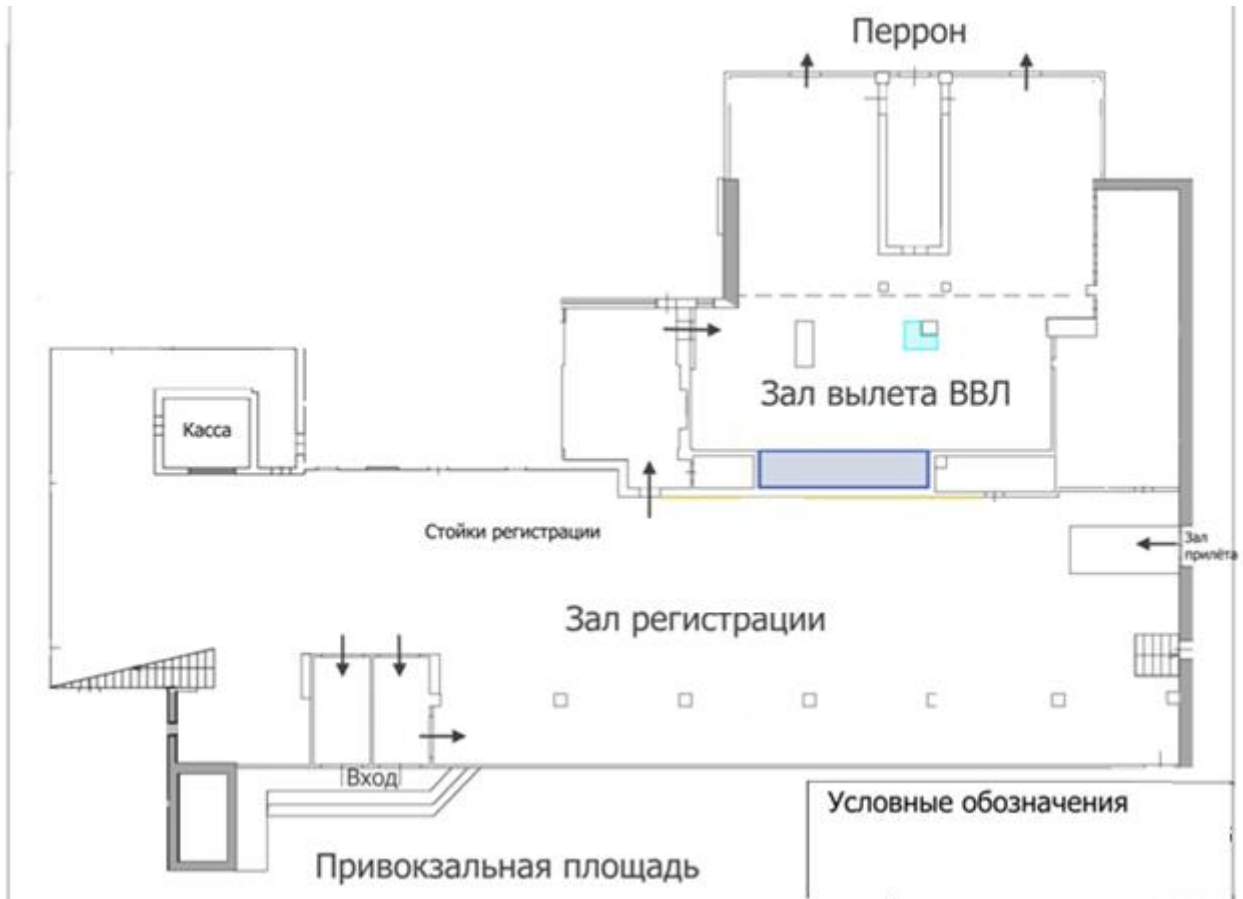 Перрон
Зал вылета ВВЛ
Касса
Стойки регистрации
Зал
прилёта
Зал регистрации
Вход
Условные обозначения
Привокзальная площадь